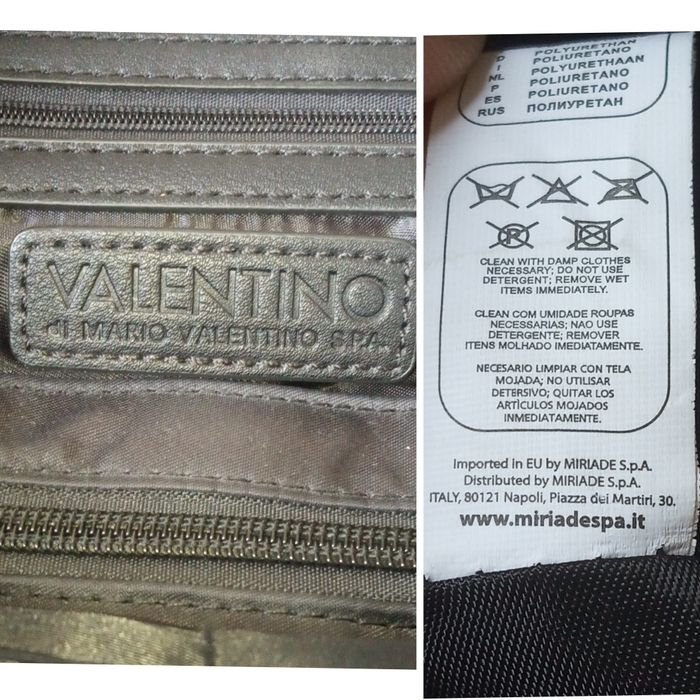 VALENTINO
di MARIO VALENTINO S.P.A.
D POLYURETHAN
I POLIURETANO
NL POLYURETHAAN
P POLIURETANO
ES POLIURETANO
RUS ПОЛИУРЕТАН
CLEAN WITH DAMP CLOTHES
NECESSARY; DO NOT USE
DETERGENT; REMOVE WET
ITEMS IMMEDIATELY.
CLEAN COM UMIDADE ROUPAS
NECESSARIAS; NAO USE
DETERGENTE; REMOVER
ITENS MOLHADO IMEDIATAMENTE.
NECESARIO LIMPIAR CON TELA
MOJADA; NO UTILISAR
DETERSIVO; QUITAR LOS
ARTÌCULOS MOJADOS
INMEDIATAMENTE.
Imported in EU by MIRIADE S.p.A.
Distributed by MIRIADE S.p.A.
ITALY, 80121 Napoli, Piazza dei Martiri, 30.
www.miriadespa.it